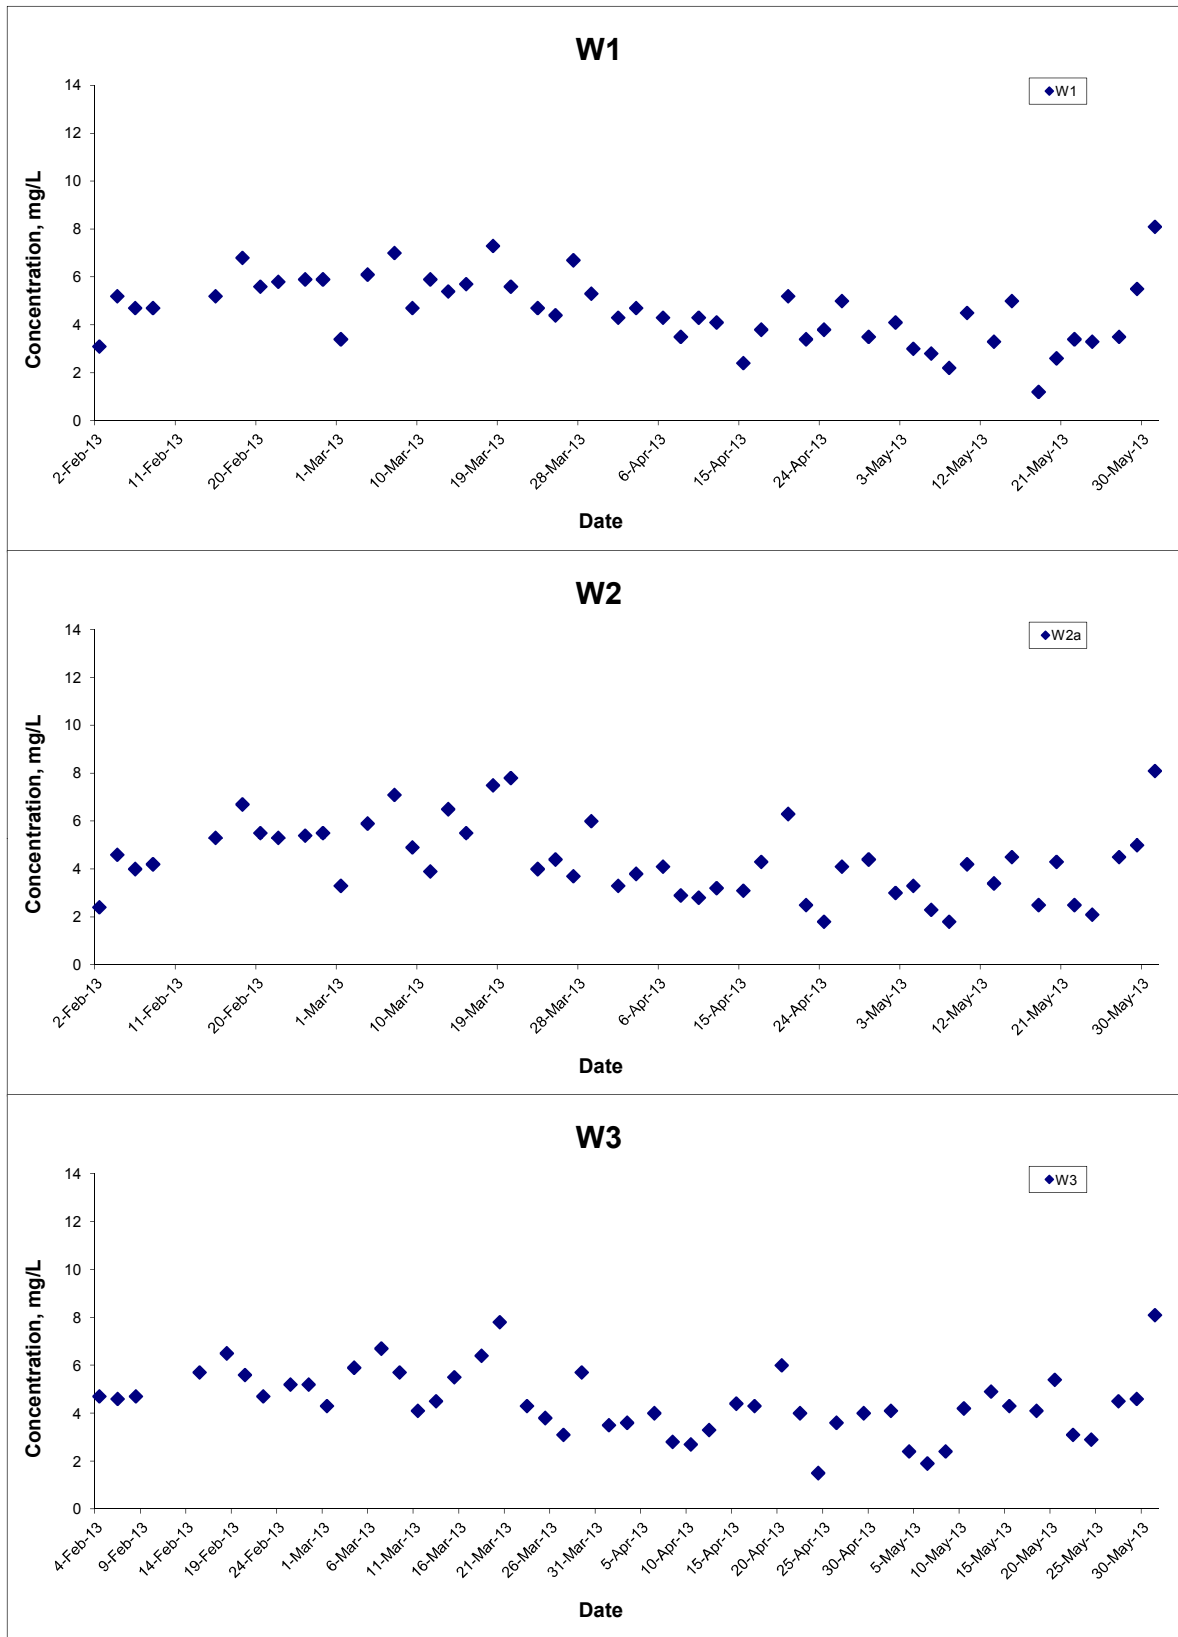 W1
W1
14
12
10
8
6
4
2
0
Concentration, mg/L
2-Feb-13 11-Feb-13 20-Feb-13 1-Mar-13 10-Mar-13 19-Mar-13 28-Mar-13 6-Apr-13 15-Apr-13 24-Apr-13 3-May-13 12-May-13 21-May-13 30-May-13
Date
W2
W2a
14
12
10
8
6
4
2
0
Concentration, mg/L
2-Feb-13 11-Feb-13 20-Feb-13 1-Mar-13 10-Mar-13 19-Mar-13 28-Mar-13 6-Apr-13 15-Apr-13 24-Apr-13 3-May-13 12-May-13 21-May-13 30-May-13
Date
W3
W3
14
12
10
8
6
4
2
0
Concentration, mg/L
4-Feb-13 9-Feb-13 14-Feb-13 19-Feb-13 24-Feb-13 1-Mar-13 6-Mar-13 11-Mar-13 16-Mar-13 21-Mar-13 26-Mar-13 31-Mar-13 5-Apr-13 10-Apr-13 15-Apr-13 20-Apr-13 25-Apr-13 30-Apr-13 5-May-13 10-May-13 15-May-13 20-May-13 25-May-13 30-May-13
Date